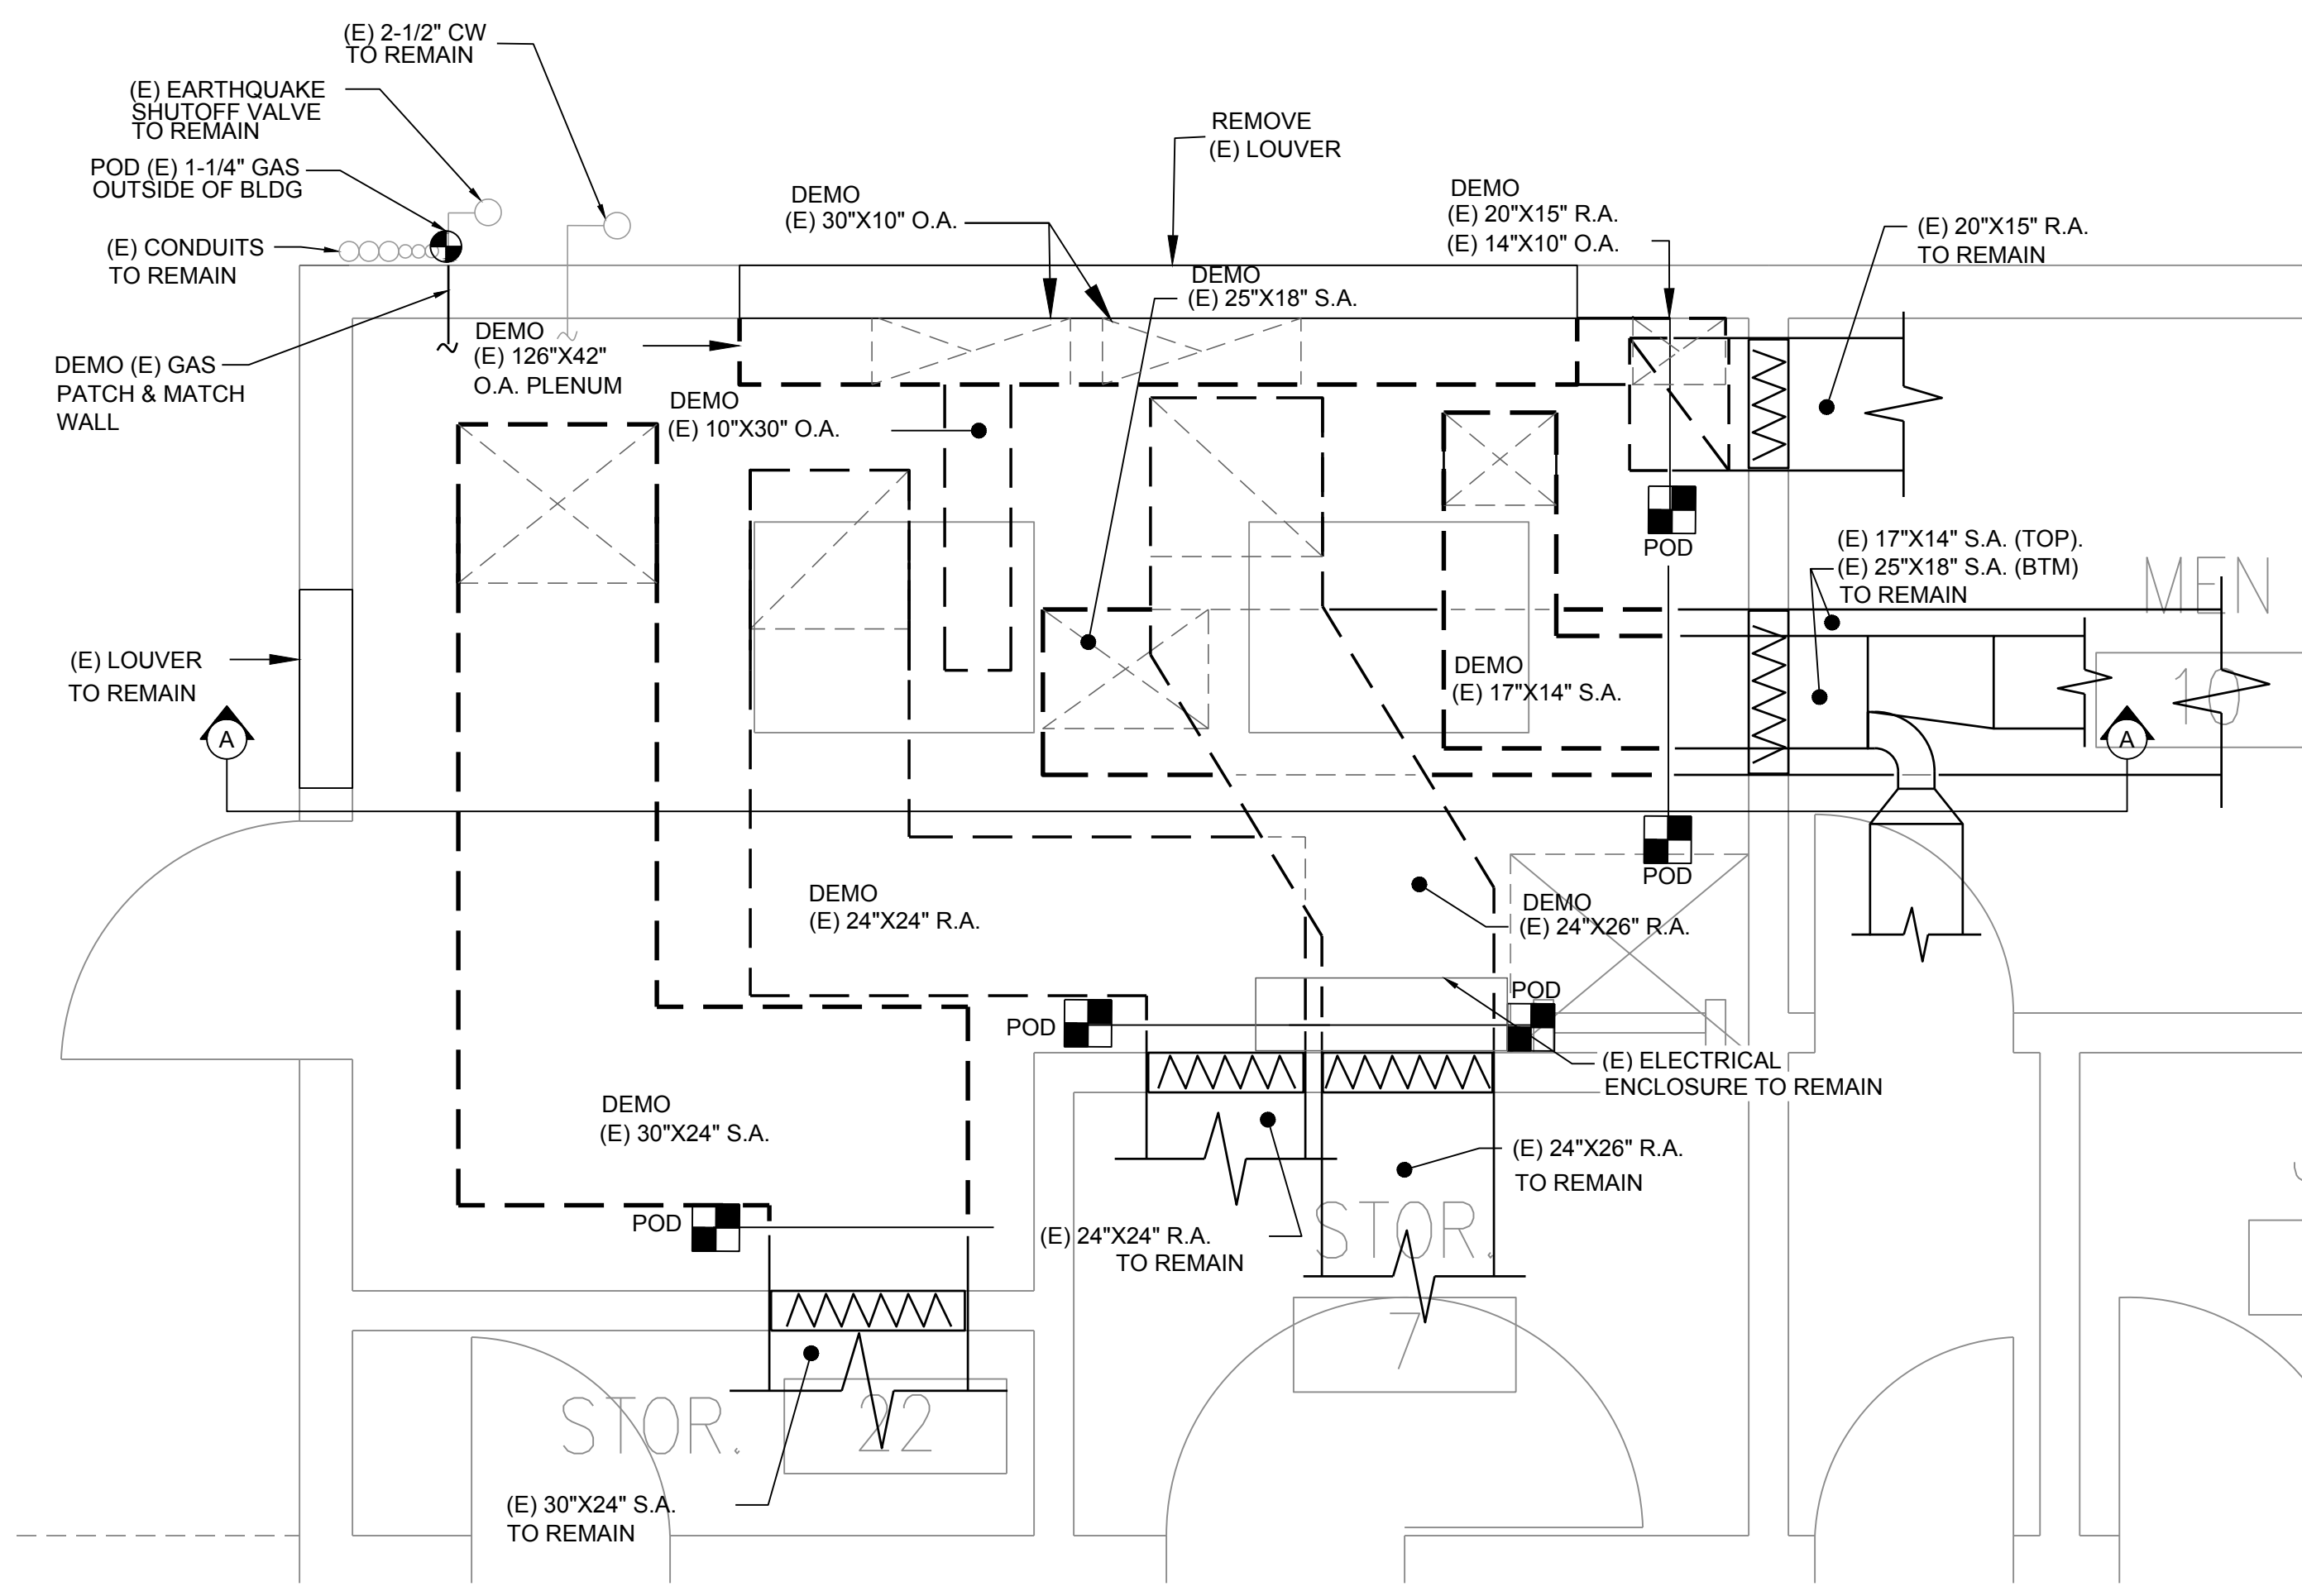 (E) 2-1/2" CW
TO REMAIN
(E) EARTHQUAKE
SHUTOFF VALVE
TO REMAIN
POD (E) 1-1/4" GAS
OUTSIDE OF BLDG
(E) CONDUITS
TO REMAIN
REMOVE
(E) LOUVER
DEMO
(E) 30"X10" O.A.
DEMO
(E) 20"X15" R.A.
(E) 14"X10" O.A.
(E) 20"X15" R.A.
TO REMAIN
DEMO
(E) 25"X18" S.A.
DEMO (E) GAS
PATCH & MATCH
WALL
DEMO
(E) 126"X42"
O.A. PLENUM
DEMO
(E) 10"X30" O.A.
POD
(E) 17"X14" S.A. (TOP).
(E) 25"X18" S.A. (BTM)
TO REMAIN
MEN
10
(E) LOUVER
TO REMAIN
DEMO
(E) 17"X14" S.A.
A
A
POD
DEMO
(E) 24"X24" R.A.
DEMO
(E) 24"X26" R.A.
POD
POD
(E) ELECTRICAL
ENCLOSURE TO REMAIN
DEMO
(E) 30"X24" S.A.
(E) 24"X26" R.A.
TO REMAIN
POD
(E) 24"X24" R.A.
TO REMAIN
STOR.
7
STOR.
22
(E) 30"X24" S.A.
TO REMAIN